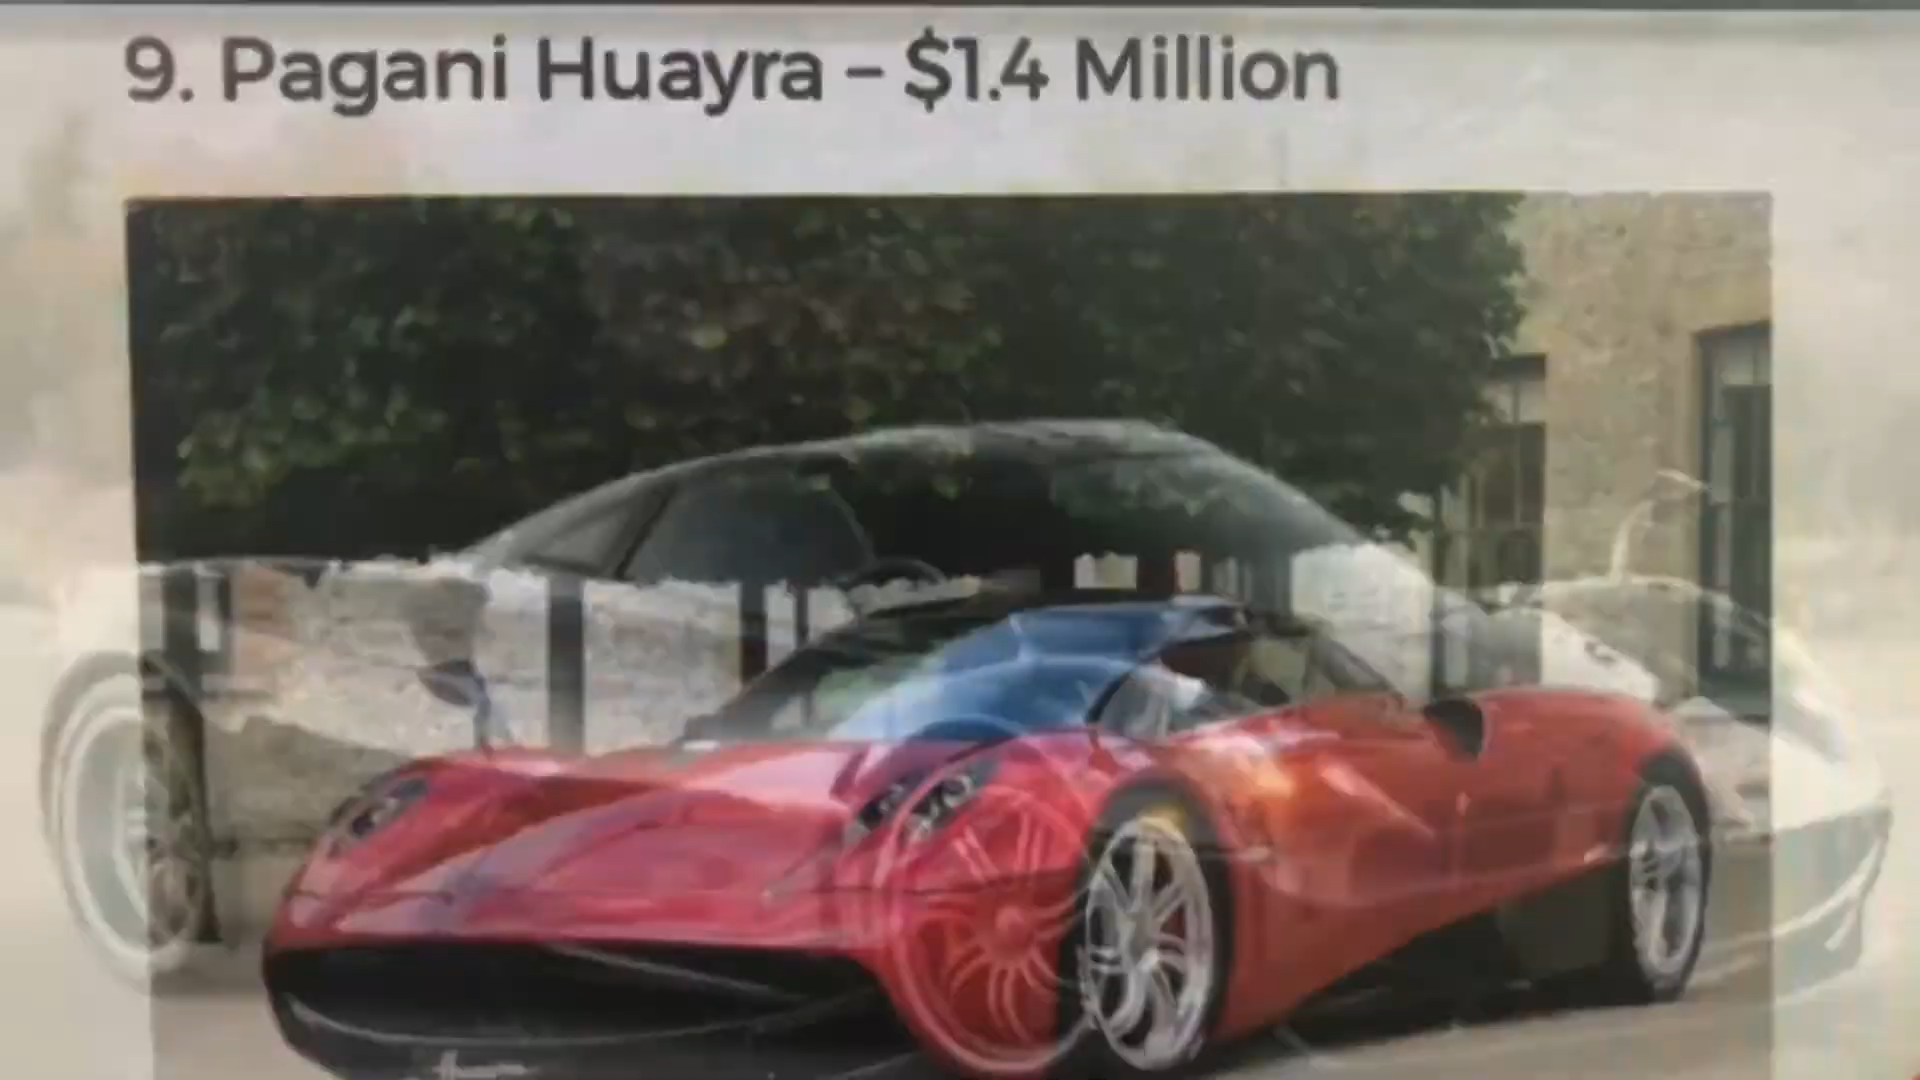 9. Pagani Huayra – $1.4 Million